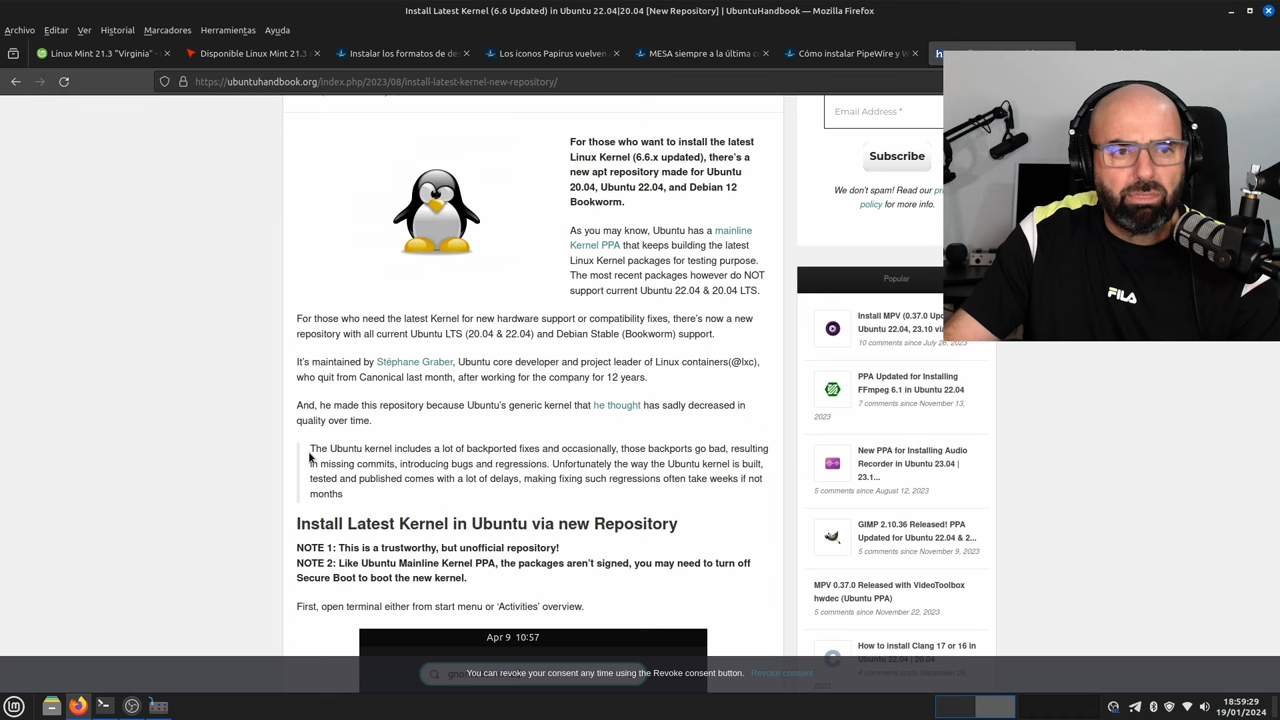 Install Latest Kernel (6.6 Updated) in Ubuntu 22.04|20.04 [New Repository] | UbuntuHandbook — Mozilla Firefox
Archivo Editar Ver Historial Marcadores Herramientas Ayuda
Linux Mint 21.3 "Virginia" -
Disponible Linux Mint 21.3
Instalar los formatos de
Los iconos Papirus vuelven
MESA siempre a la última
Cómo instalar PipeWire y
https://ubuntuhandbook.org/index.php/2023/08/install-latest-kernel-new-repository/
For those who want to install the latest
Linux Kernel (6.6.x updated), there's a
new apt repository made for Ubuntu
20.04, Ubuntu 22.04, and Debian 12
Bookworm.
As you may know, Ubuntu has a mainline
Kernel PPA that keeps building the latest
Linux Kernel packages for testing purpose.
The most recent packages however do NOT
support current Ubuntu 22.04 & 20.04 LTS.
For those who need the latest Kernel for new hardware support or compatibility fixes, there's now a new
repository with all current Ubuntu LTS (20.04 & 22.04) and Debian Stable (Bookworm) support.
It's maintained by Stéphane Graber, Ubuntu core developer and project leader of Linux containers(@lxc),
who quit from Canonical last month, after working for the company for 12 years.
And, he made this repository because Ubuntu's generic kernel that he thought has sadly decreased in
quality over time.
The Ubuntu kernel includes a lot of backported fixes and occasionally, those backports go bad, resulting
in missing commits, introducing bugs and regressions. Unfortunately the way the Ubuntu kernel is built,
tested and published comes with a lot of delays, making fixing such regressions often take weeks if not
months
Install Latest Kernel in Ubuntu via new Repository
NOTE 1: This is a trustworthy, but unofficial repository!
NOTE 2: Like Ubuntu Mainline Kernel PPA, the packages aren't signed, you may need to turn off
Secure Boot to boot the new kernel.
First, open terminal either from start menu or 'Activities' overview.
Apr 9 10:57
Email Address *
Subscribe
We don't spam! Read our
policy for more info.
Popular
Install MPV (0.37.0
Ubuntu 22.04, 23.10
10 comments since July 26, 2023
PPA Updated for Installing
FFmpeg 6.1 in Ubuntu 22.04
7 comments since November 13,
2023
New PPA for Installing Audio
Recorder in Ubuntu 23.04 |
23.1...
5 comments since August 12, 2023
GIMP 2.10.36 Released! PPA
Updated for Ubuntu 22.04 & 2...
5 comments since November 9, 2023
MPV 0.37.0 Released with VideoToolbox
hwdec (Ubuntu PPA)
5 comments since November 22, 2023
How to install Clang 17 or 16 in
Ubuntu 22.04 | 20.04
You can revoke your consent any time using the Revoke consent button. Revoke consent
FILA
18:59:29
19/01/2024